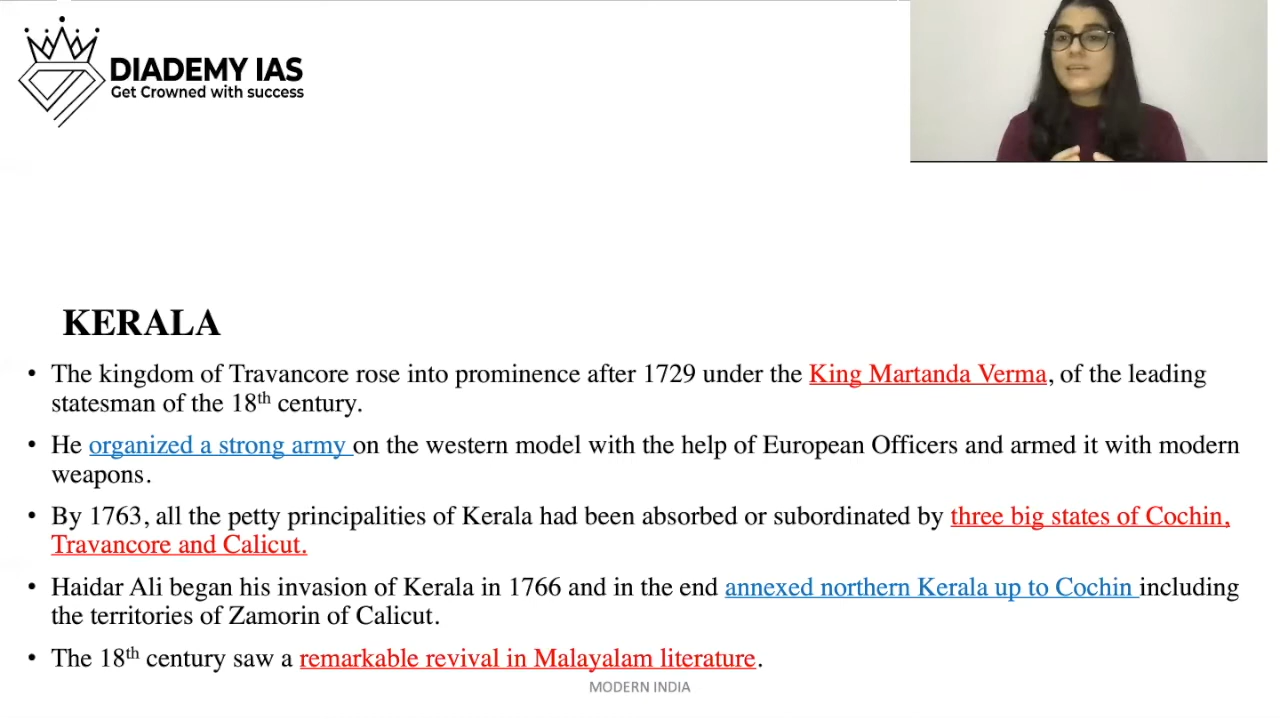 DIADEMY IAS
Get Crowned with success
KERALA
• The kingdom of Travancore rose into prominence after 1729 under the King Martanda Verma, of the leading
statesman of the 18th century.
• He organized a strong army on the western model with the help of European Officers and armed it with modern
weapons.
• By 1763, all the petty principalities of Kerala had been absorbed or subordinated by three big states of Cochin,
Travancore and Calicut.
• Haidar Ali began his invasion of Kerala in 1766 and in the end annexed northern Kerala up to Cochin including
the territories of Zamorin of Calicut.
• The 18th century saw a remarkable revival in Malayalam literature.
MODERN INDIA